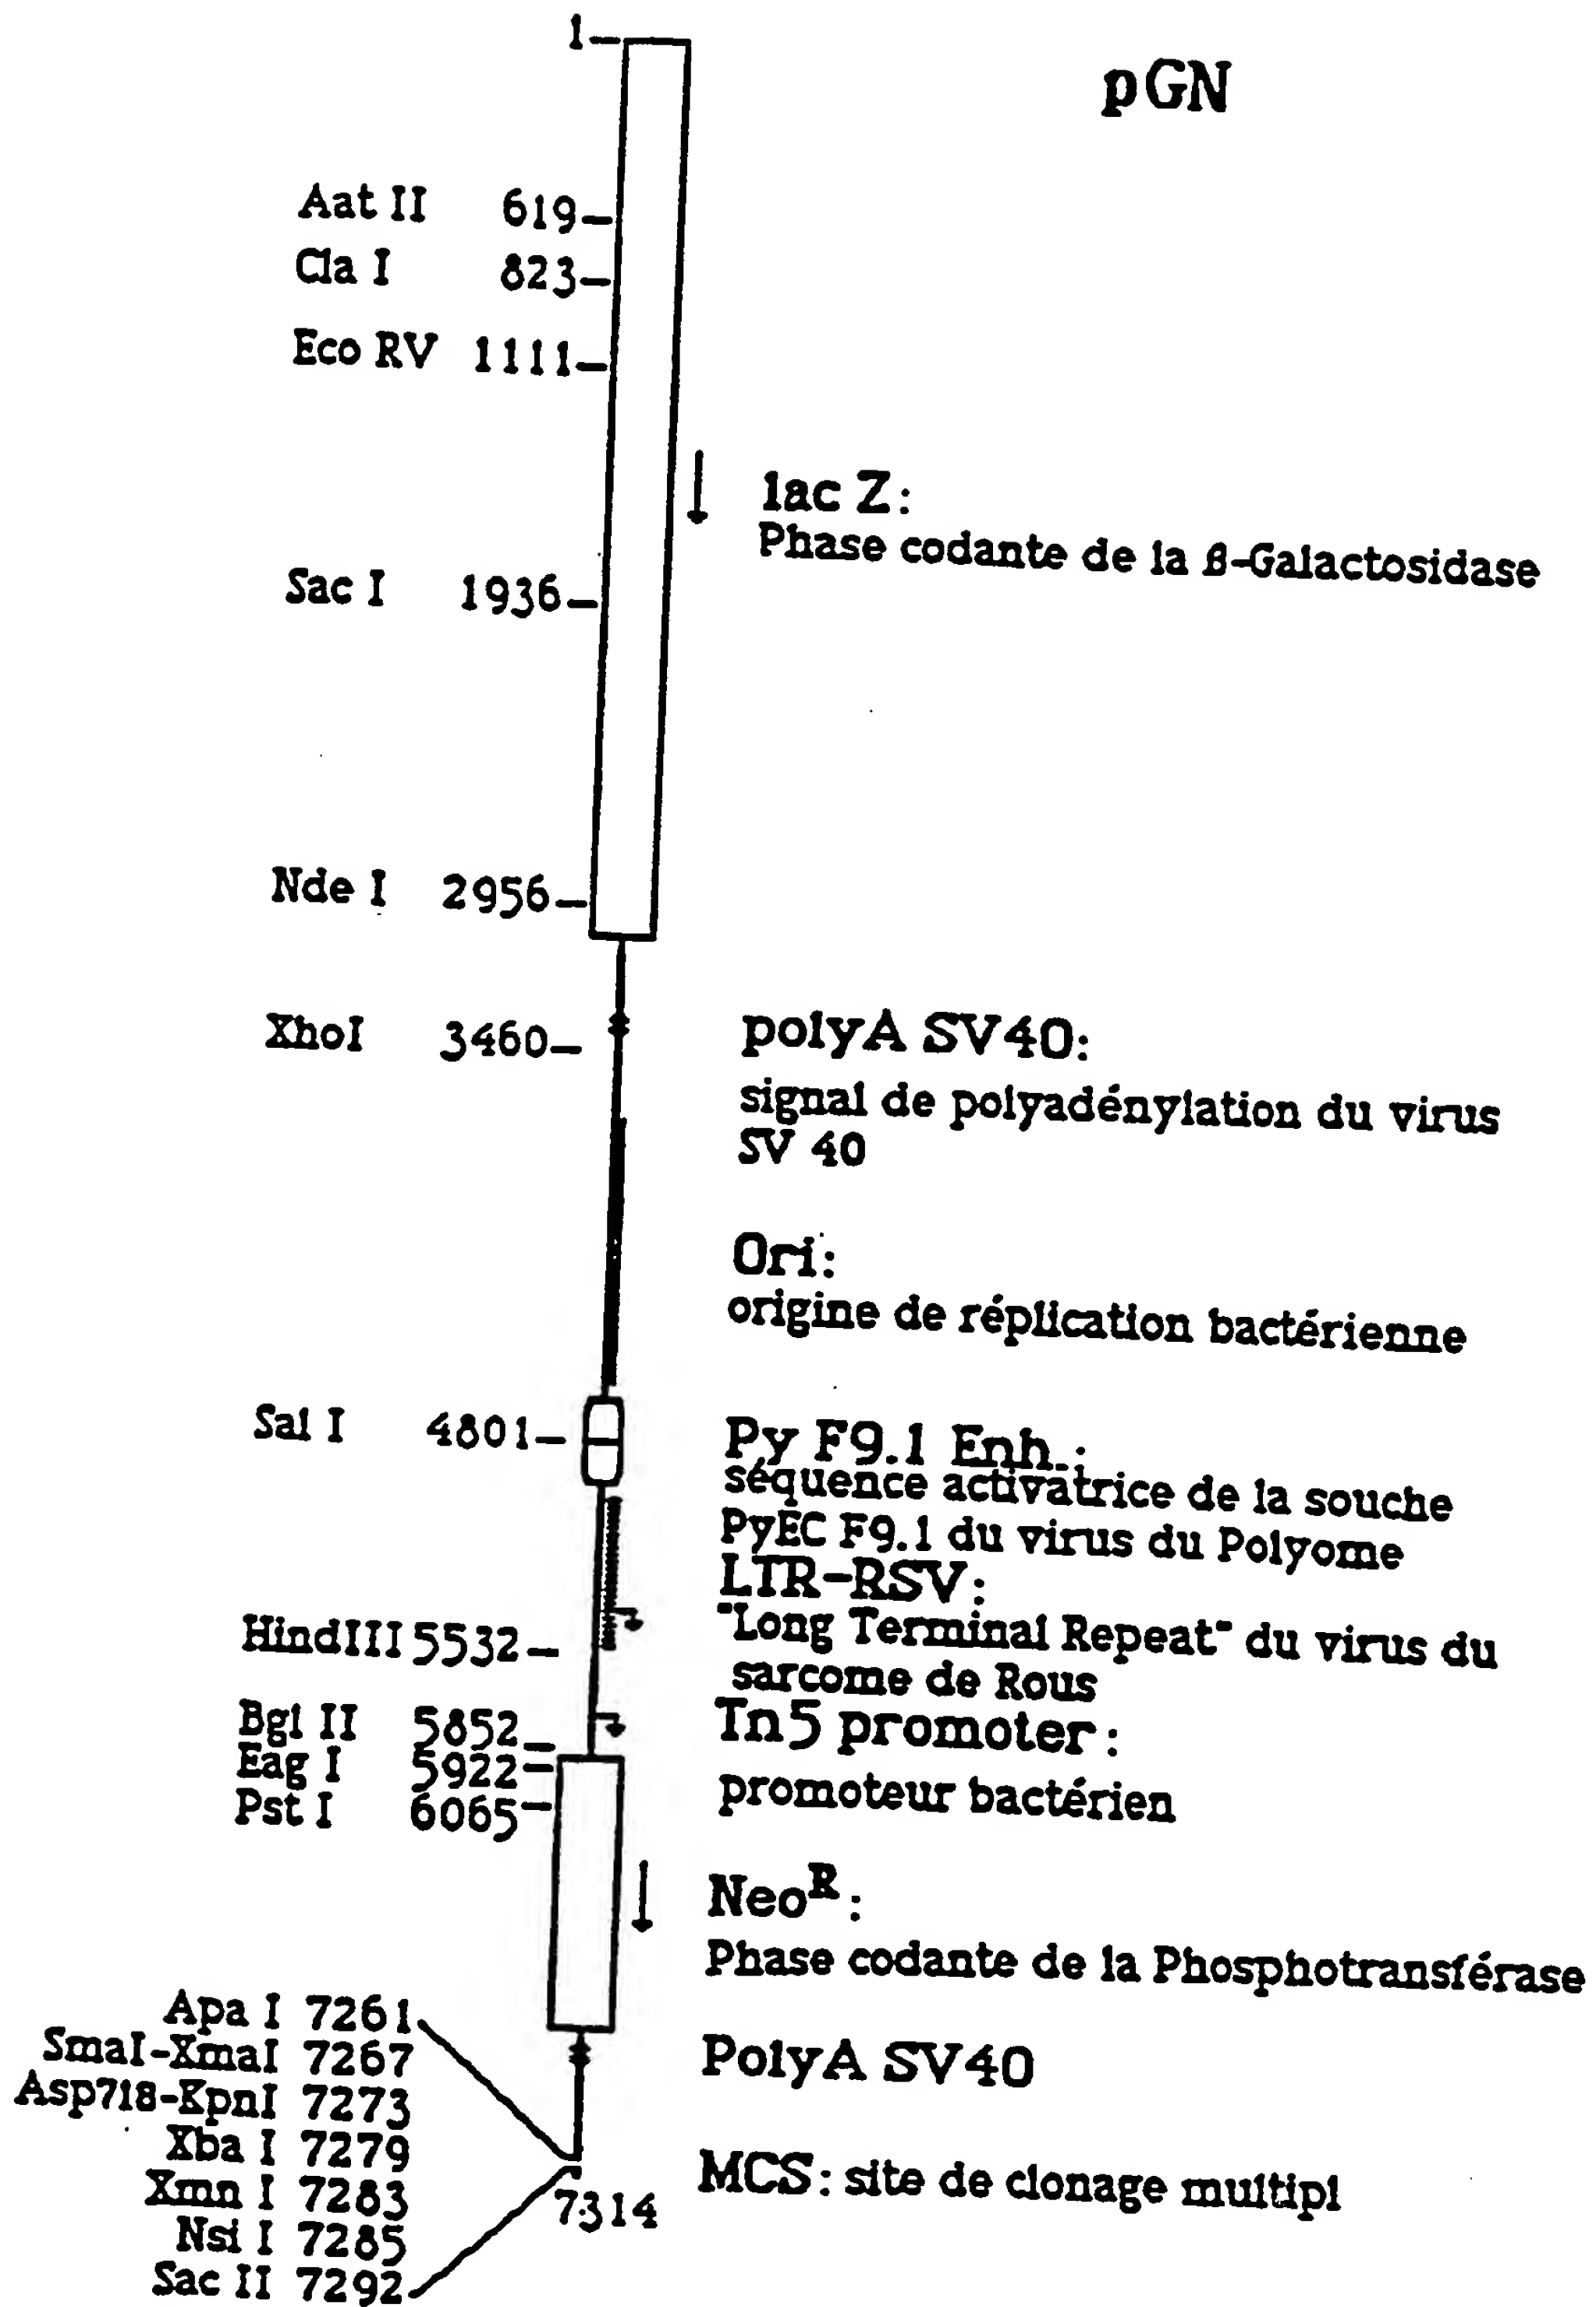 1
pGN
Aat II 619
Cla I 823
Eco RV 1111
lac Z:
Phase codante de la β-Galactosidase
Sac I 1936
Nde I 2956
XhoI 3460
polyA SV40:
signal de polyadénylation du virus
SV 40
Ori:
origine de réplication bactérienne
Sal I 4801
Py F9.1 Enh.:
séquence activatrice de la souche
PyEC F9.1 du virus du Polyome
LTR-RSV:
"Long Terminal Repeat" du virus du
sarcome de Rous
HindIII 5532
Bgl II 5852
Eag I 5922
Pst I 6065
Tn5 promoter:
promoteur bactérien
Neo^R:
Phase codante de la Phosphotransférase
Apa I 7261
SmaI-XmaI 7267
Asp718-KpnI 7273
Xba I 7279
Xmn I 7283
Nsi I 7285
Sac II 7292
PolyA SV40
MCS: site de clonage multipl
7314